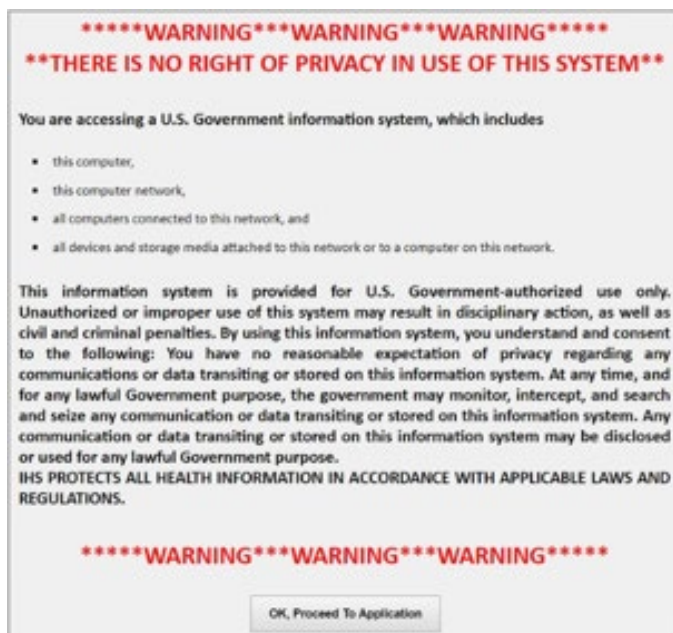 *****WARNING***WARNING***WARNING*****
**THERE IS NO RIGHT OF PRIVACY IN USE OF THIS SYSTEM**
You are accessing a U.S. Government information system, which includes
• this computer,
• this computer network,
• all computers connected to this network, and
• all devices and storage media attached to this network or to a computer on this network.
This information system is provided for U.S. Government-authorized use only.
Unauthorized or improper use of this system may result in disciplinary action, as well as
civil and criminal penalties. By using this information system, you understand and consent
to the following: You have no reasonable expectation of privacy regarding any
communications or data transiting or stored on this information system. At any time, and
for any lawful Government purpose, the government may monitor, intercept, and search
and seize any communication or data transiting or stored on this information system. Any
communication or data transiting or stored on this information system may be disclosed
or used for any lawful Government purpose.
IHS PROTECTS ALL HEALTH INFORMATION IN ACCORDANCE WITH APPLICABLE LAWS AND
REGULATIONS.
*****WARNING***WARNING***WARNING*****
OK, Proceed To Application